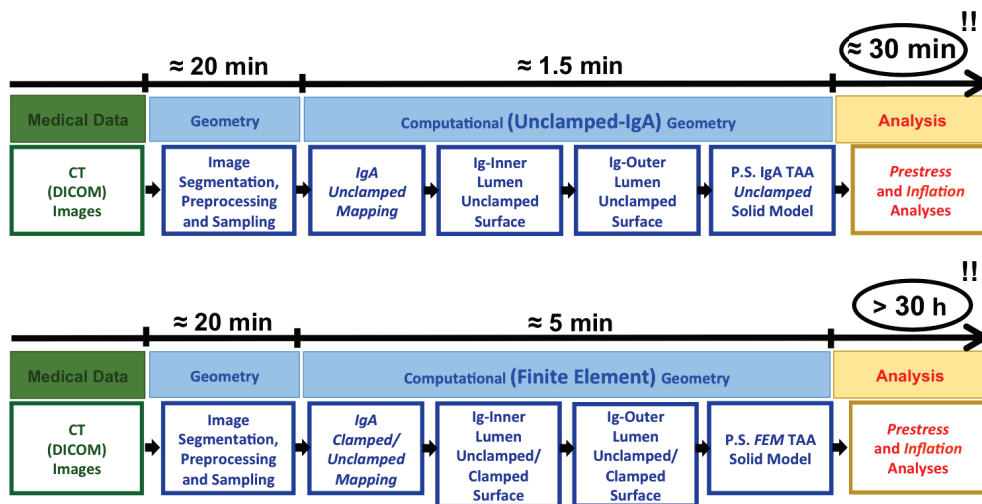 !!
≈ 20 min
≈ 1.5 min
≈ 30 min
Medical Data
Geometry
Computational (Unclamped-IgA) Geometry
Analysis
CT
(DICOM)
Images
Image
Segmentation,
Preprocessing
and Sampling
IgA
Unclamped
Mapping
Ig-Inner
Lumen
Unclamped
Surface
Ig-Outer
Lumen
Unclamped
Surface
P.S. IgA TAA
Unclamped
Solid Model
Prestress
and Inflation
Analyses
!!
≈ 20 min
≈ 5 min
> 30 h
Medical Data
Geometry
Computational (Finite Element) Geometry
Analysis
CT
(DICOM)
Images
Image
Segmentation,
Preprocessing
and Sampling
IgA
Clamped/
Unclamped
Mapping
Ig-Inner
Lumen
Unclamped/
Clamped
Surface
Ig-Outer
Lumen
Unclamped/
Clamped
Surface
P.S. FEM TAA
Solid Model
Prestress
and Inflation
Analyses